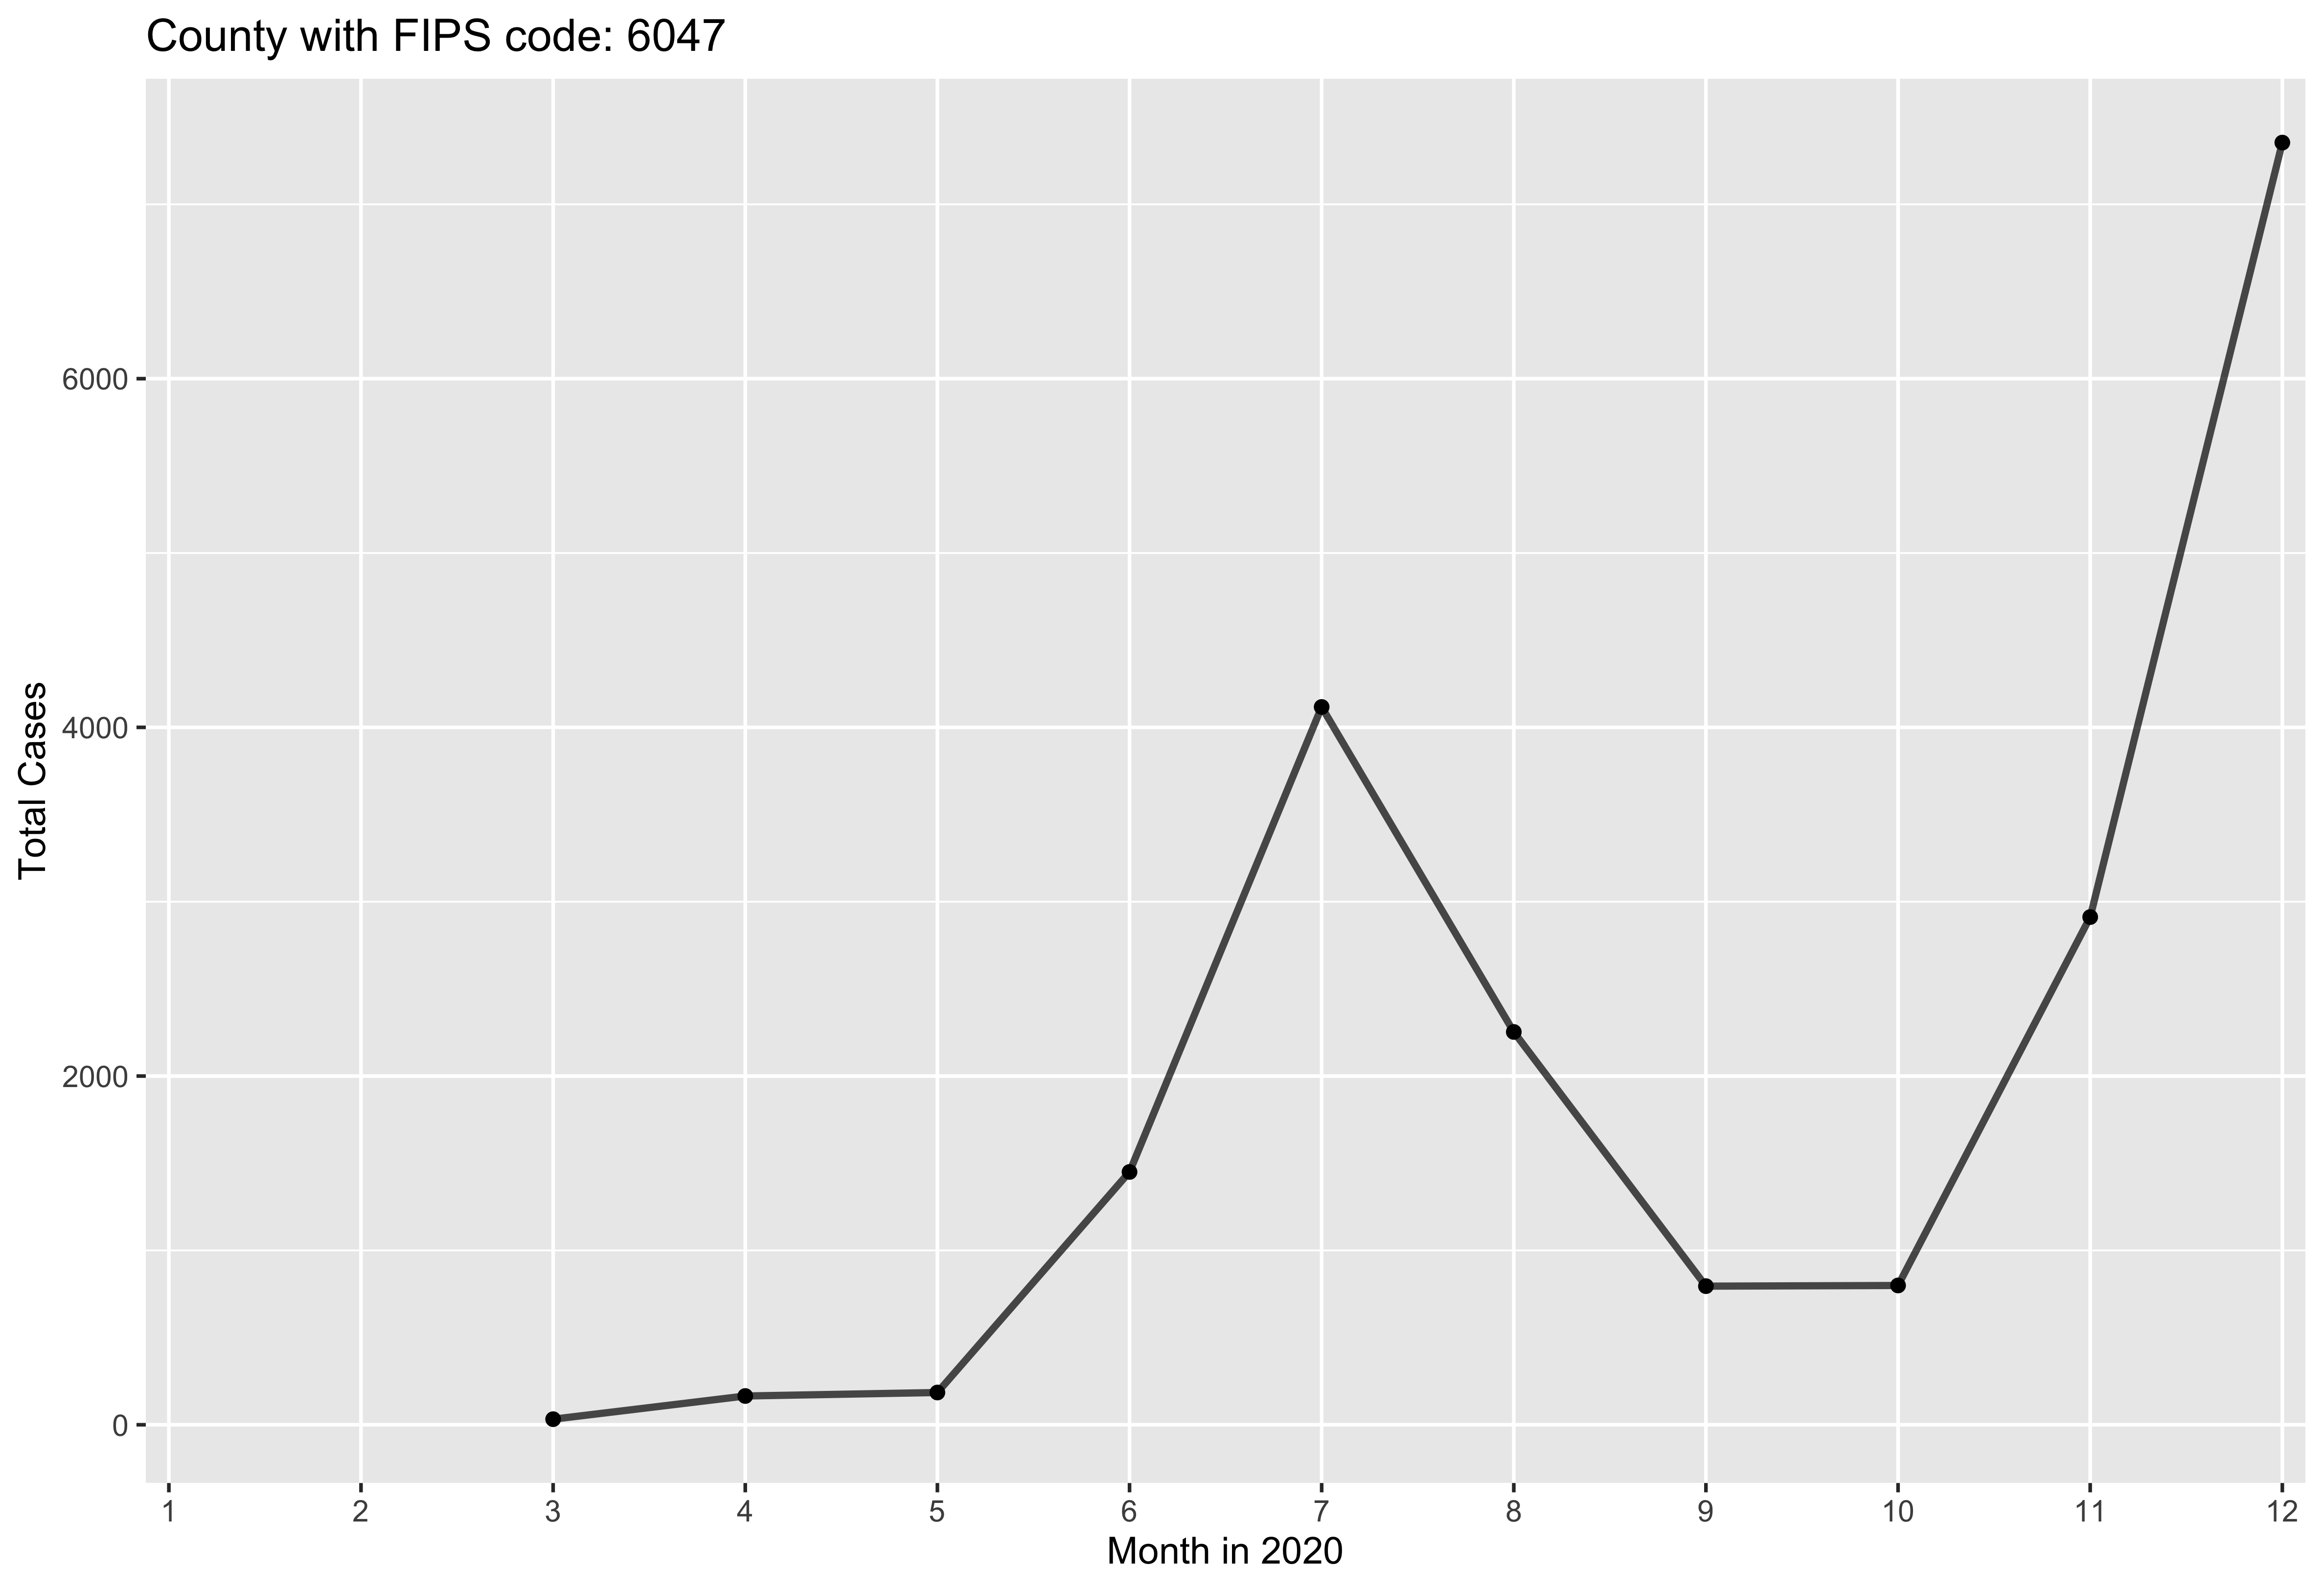 County with FIPS code: 6047
Total Cases
6000
4000
2000
0
1 2 3 4 5 6 7 8 9 10 11 12
Month in 2020